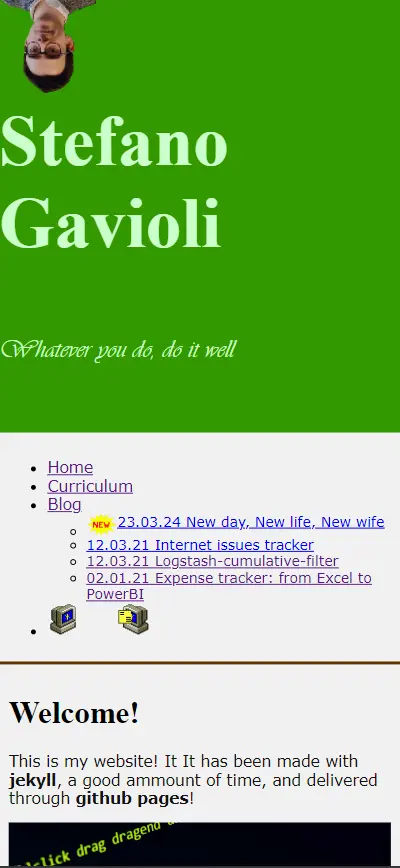 Stefano
Gavioli
Whatever you do, do it well
Home
Curriculum
Blog
NEW 23.03.24 New day, New life, New wife
12.03.21 Internet issues tracker
12.03.21 Logstash-cumulative-filter
02.01.21 Expense tracker: from Excel to
PowerBI
Welcome!
This is my website! It It has been made with
jekyll, a good ammount of time, and delivered
through github pages!
click drag dragend